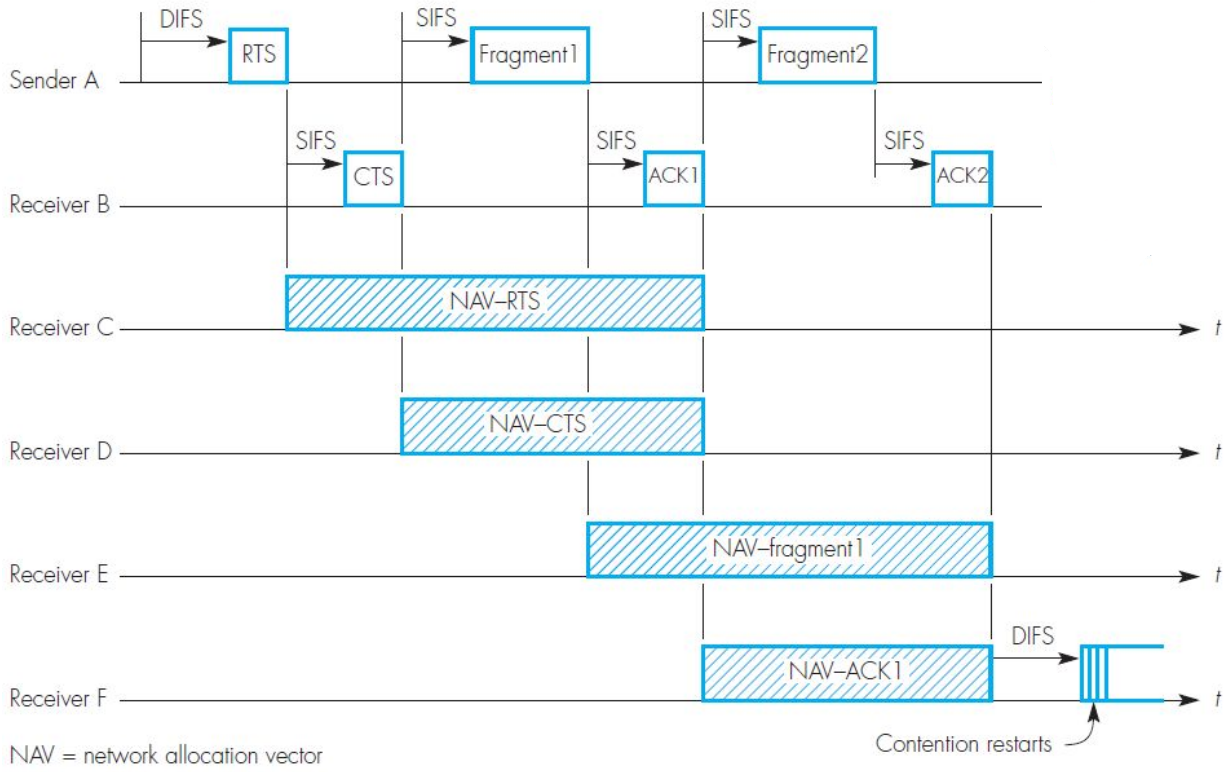 DIFS
SIFS
SIFS
RTS
Fragment1
Fragment2
Sender A
SIFS
SIFS
SIFS
CTS
ACK1
ACK2
Receiver B
NAV–RTS
Receiver C
t
NAV–CTS
Receiver D
t
NAV–fragment1
Receiver E
t
DIFS
NAV–ACK1
Receiver F
t
Contention restarts
NAV = network allocation vector